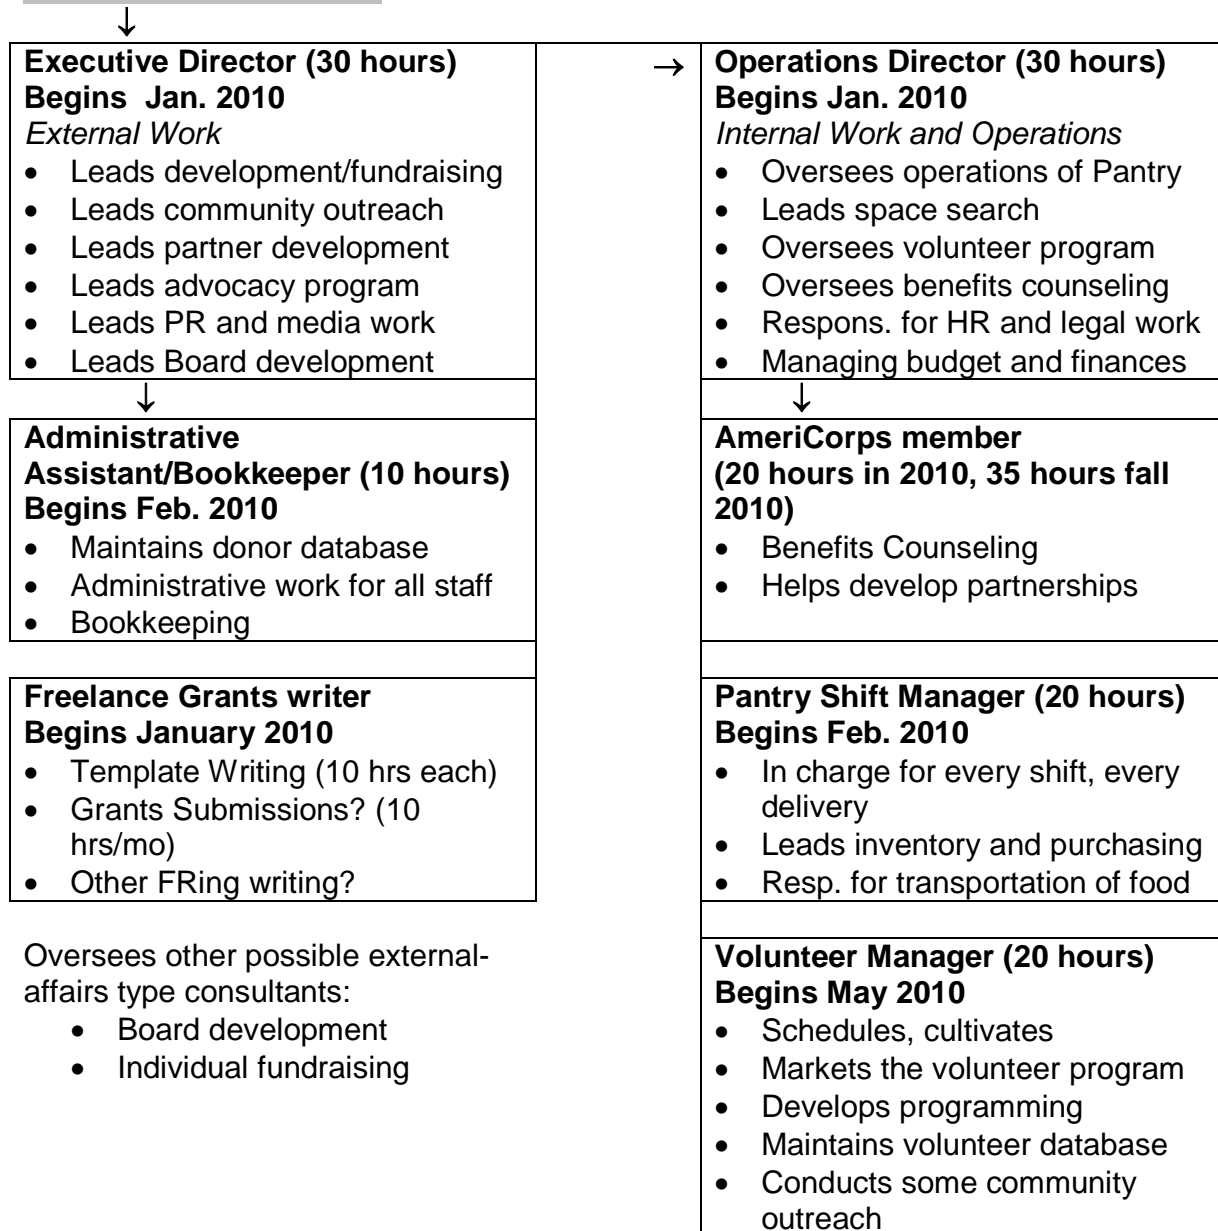 ↓
Executive Director (30 hours)
Begins  Jan. 2010
External Work
• Leads development/fundraising
• Leads community outreach
• Leads partner development
• Leads advocacy program
• Leads PR and media work
• Leads Board development
→
Operations Director (30 hours)
Begins Jan. 2010
Internal Work and Operations
• Oversees operations of Pantry
• Leads space search
• Oversees volunteer program
• Oversees benefits counseling
• Respons. for HR and legal work
• Managing budget and finances
↓
Administrative
Assistant/Bookkeeper (10 hours)
Begins Feb. 2010
• Maintains donor database
• Administrative work for all staff
• Bookkeeping
↓
AmeriCorps member
(20 hours in 2010, 35 hours fall
2010)
• Benefits Counseling
• Helps develop partnerships
Freelance Grants writer
Begins January 2010
• Template Writing (10 hrs each)
• Grants Submissions? (10
hrs/mo)
• Other FRing writing?
Pantry Shift Manager (20 hours)
Begins Feb. 2010
• In charge for every shift, every
delivery
• Leads inventory and purchasing
• Resp. for transportation of food
Oversees other possible external-
affairs type consultants:
• Board development
• Individual fundraising
Volunteer Manager (20 hours)
Begins May 2010
• Schedules, cultivates
• Markets the volunteer program
• Develops programming
• Maintains volunteer database
• Conducts some community
outreach